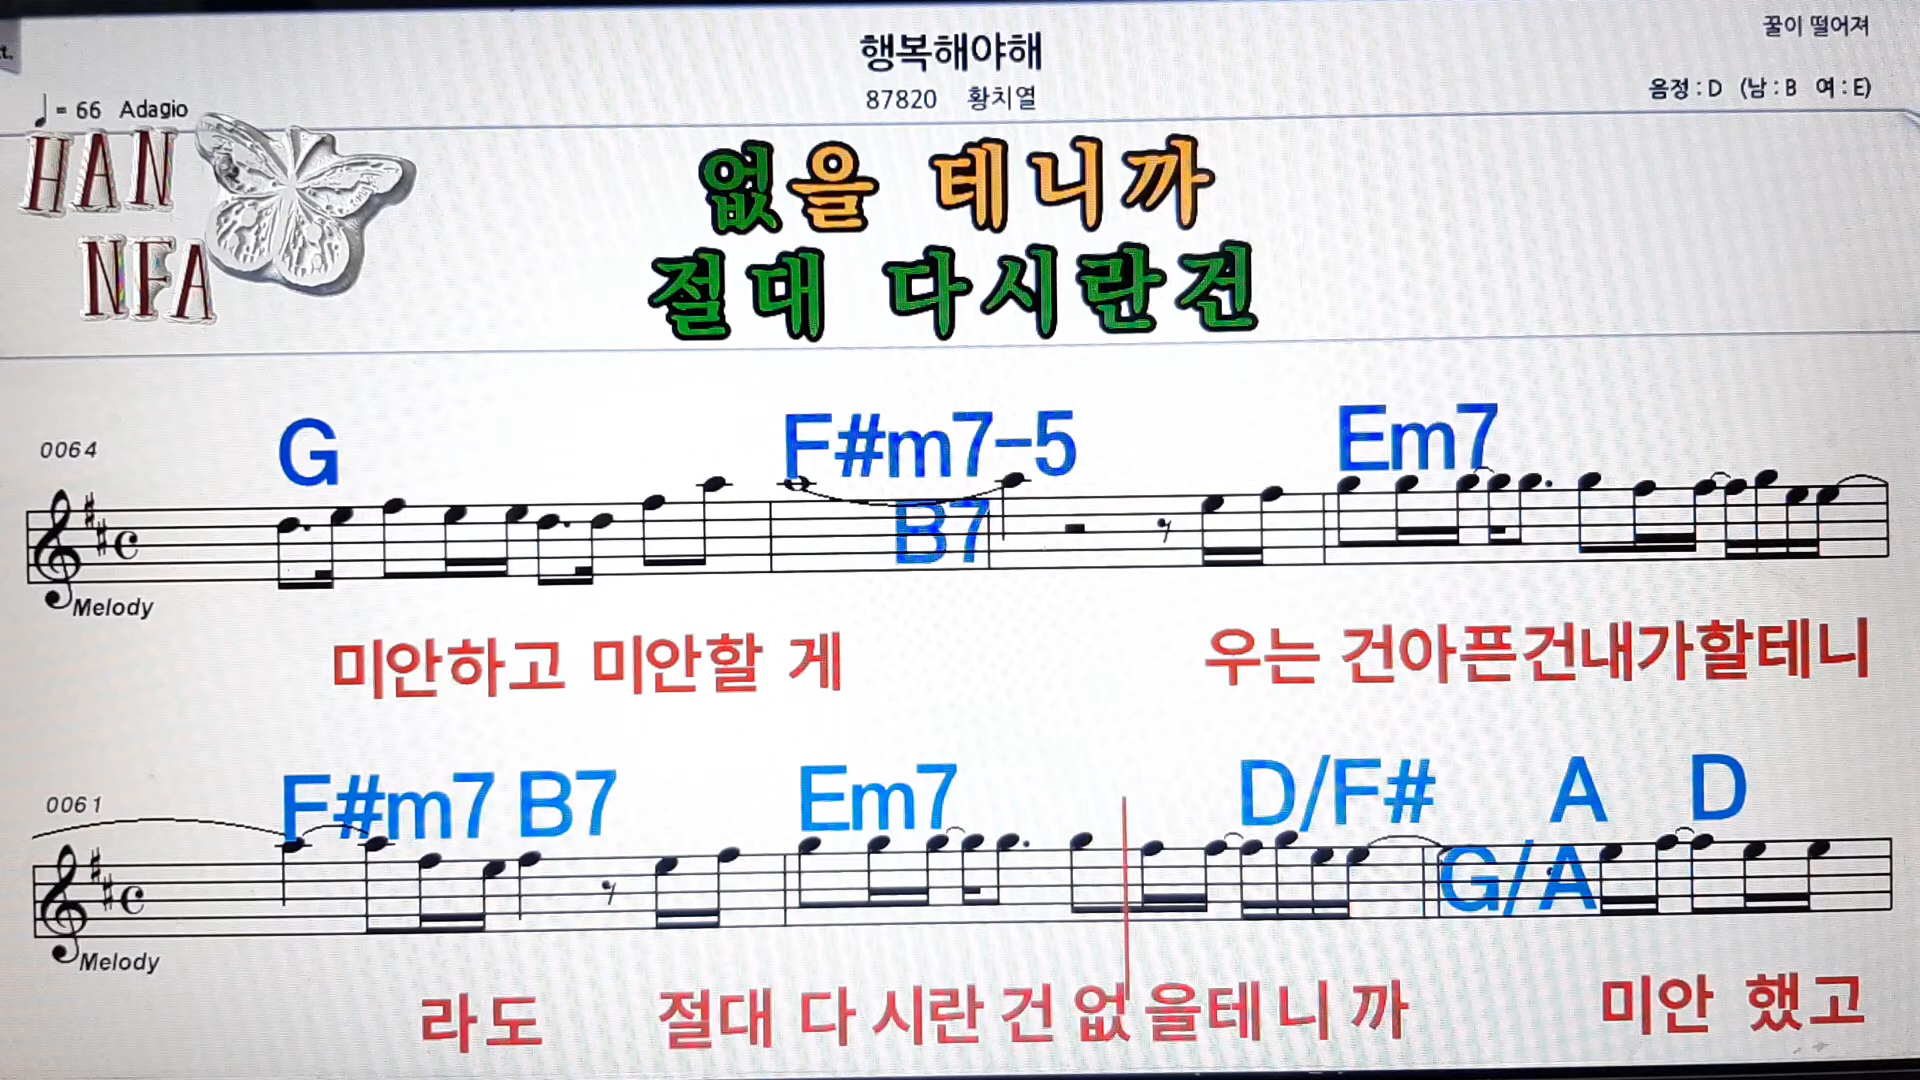 t.
행복해야해
꿀이 떨어져
♩= 66 Adagio
87820 황치열
음정 : D (남 : B 여 : E)
HAN
NFA
없을 테니까
절대 다시란건
0064
G F#m7-5 Em7
B7
Melody
미안하고 미안할 게 우는 건아픈건내가할테니
0061
F#m7 B7 Em7 D/F# A D
G/A
Melody
라도 절대 다 시란 건 없을테니 까 미안 했고